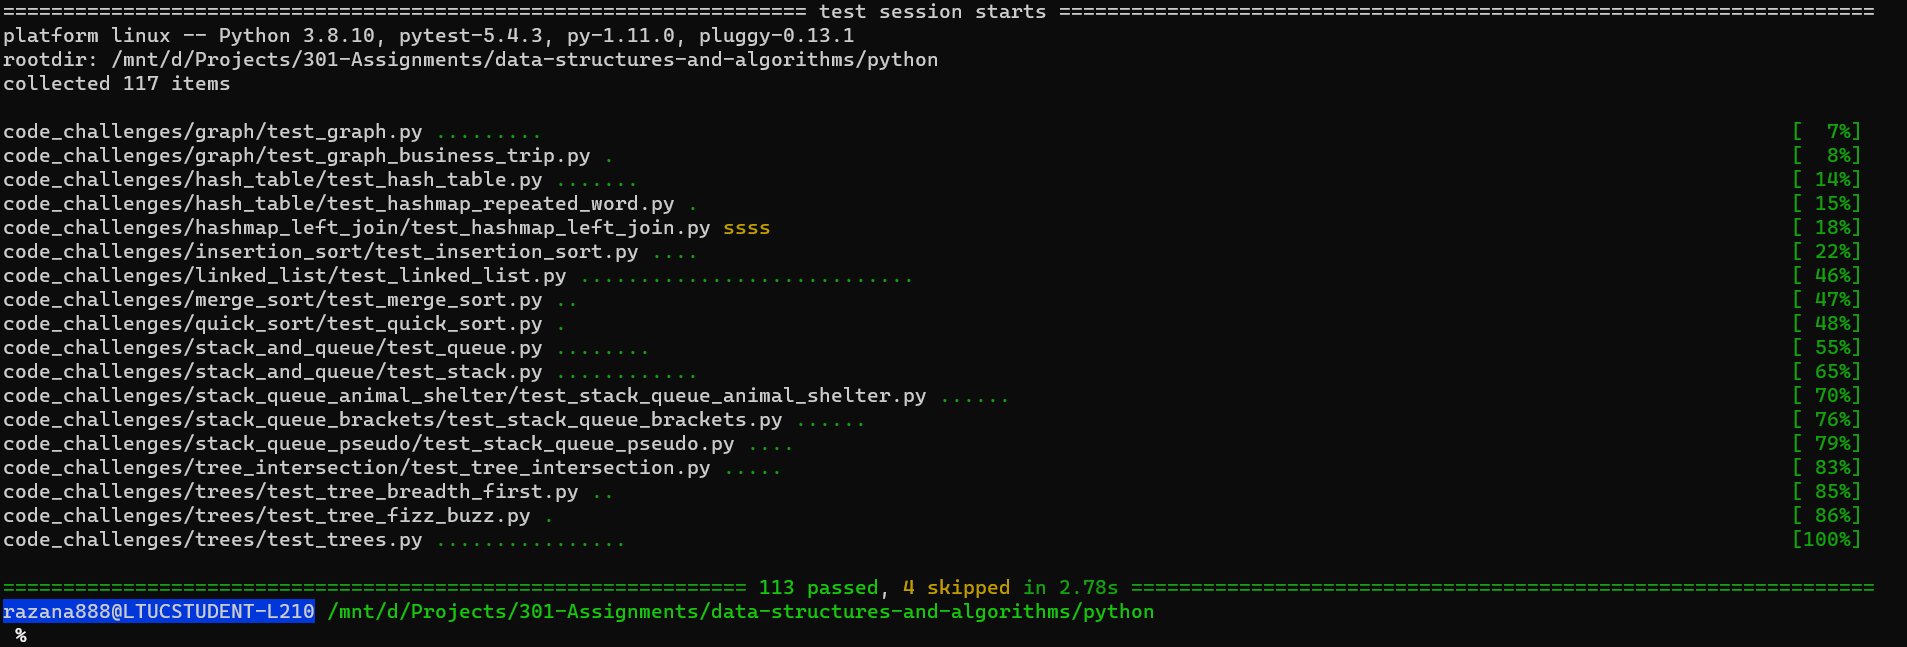 =================================================================== test session starts ====================================================================
platform linux -- Python 3.8.10, pytest-5.4.3, py-1.11.0, pluggy-0.13.1
rootdir: /mnt/d/Projects/301-Assignments/data-structures-and-algorithms/python
collected 117 items
code_challenges/graph/test_graph.py ......... [  7%]
code_challenges/graph/test_graph_business_trip.py . [  8%]
code_challenges/hash_table/test_hash_table.py ....... [ 14%]
code_challenges/hash_table/test_hashmap_repeated_word.py . [ 15%]
code_challenges/hashmap_left_join/test_hashmap_left_join.py ssss [ 18%]
code_challenges/insertion_sort/test_insertion_sort.py .... [ 22%]
code_challenges/linked_list/test_linked_list.py ............................ [ 46%]
code_challenges/merge_sort/test_merge_sort.py .. [ 47%]
code_challenges/quick_sort/test_quick_sort.py . [ 48%]
code_challenges/stack_and_queue/test_queue.py ........ [ 55%]
code_challenges/stack_and_queue/test_stack.py ............ [ 65%]
code_challenges/stack_queue_animal_shelter/test_stack_queue_animal_shelter.py ...... [ 70%]
code_challenges/stack_queue_brackets/test_stack_queue_brackets.py ...... [ 76%]
code_challenges/stack_queue_pseudo/test_stack_queue_pseudo.py .... [ 79%]
code_challenges/tree_intersection/test_tree_intersection.py ..... [ 83%]
code_challenges/trees/test_tree_breadth_first.py .. [ 85%]
code_challenges/trees/test_tree_fizz_buzz.py . [ 86%]
code_challenges/trees/test_trees.py ................ [100%]
============================================================== 113 passed, 4 skipped in 2.78s ==============================================================
razana888@LTUCSTUDENT-L210 /mnt/d/Projects/301-Assignments/data-structures-and-algorithms/python
%